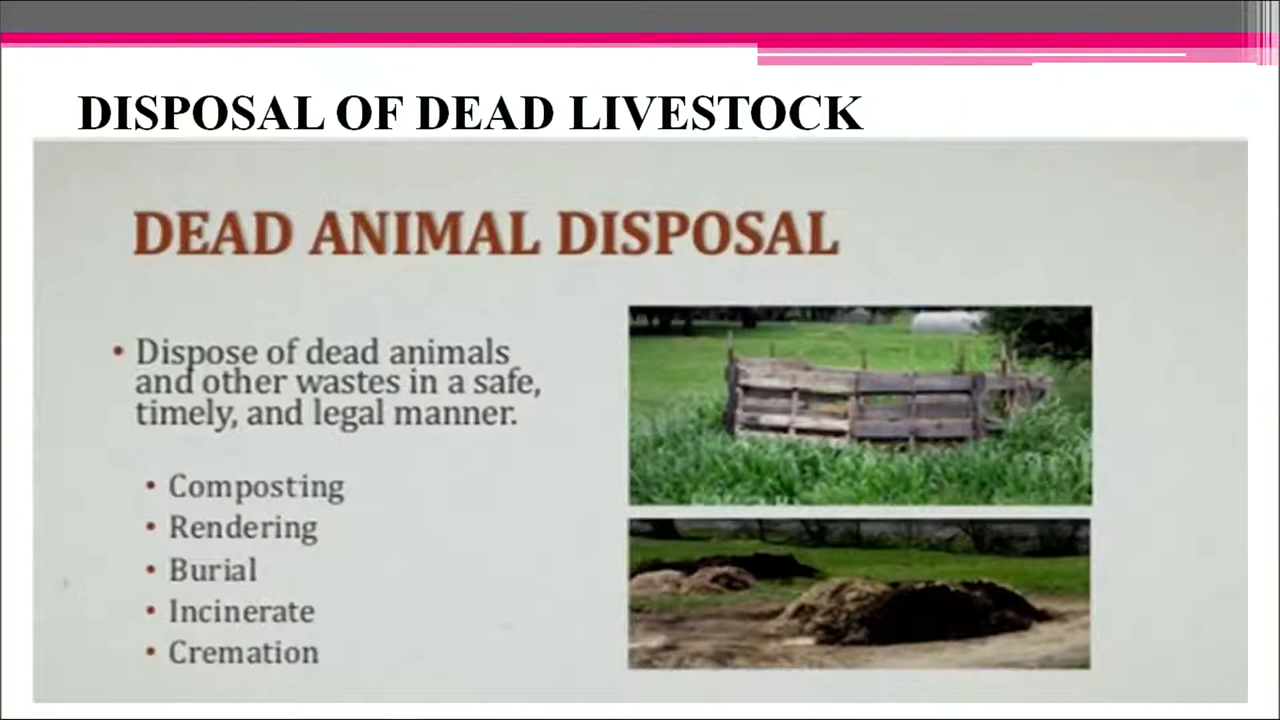 DISPOSAL OF DEAD LIVESTOCK
DEAD ANIMAL DISPOSAL
• Dispose of dead animals
and other wastes in a safe,
timely, and legal manner.
• Composting
• Rendering
• Burial
• Incinerate
• Cremation